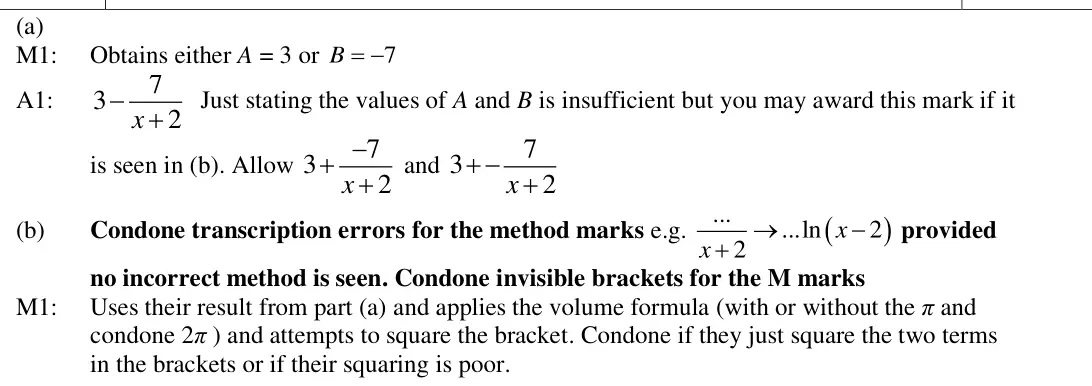 (a)
M1: Obtains either A = 3 or B = −7
A1: 3 − 7/(x + 2) Just stating the values of A and B is insufficient but you may award this mark if it
is seen in (b). Allow 3 + −7/(x + 2) and 3 + − 7/(x + 2)
(b) Condone transcription errors for the method marks e.g. .../(x + 2) → ...ln(x − 2) provided
no incorrect method is seen. Condone invisible brackets for the M marks
M1: Uses their result from part (a) and applies the volume formula (with or without the π and
condone 2π ) and attempts to square the bracket. Condone if they just square the two terms
in the brackets or if their squaring is poor.